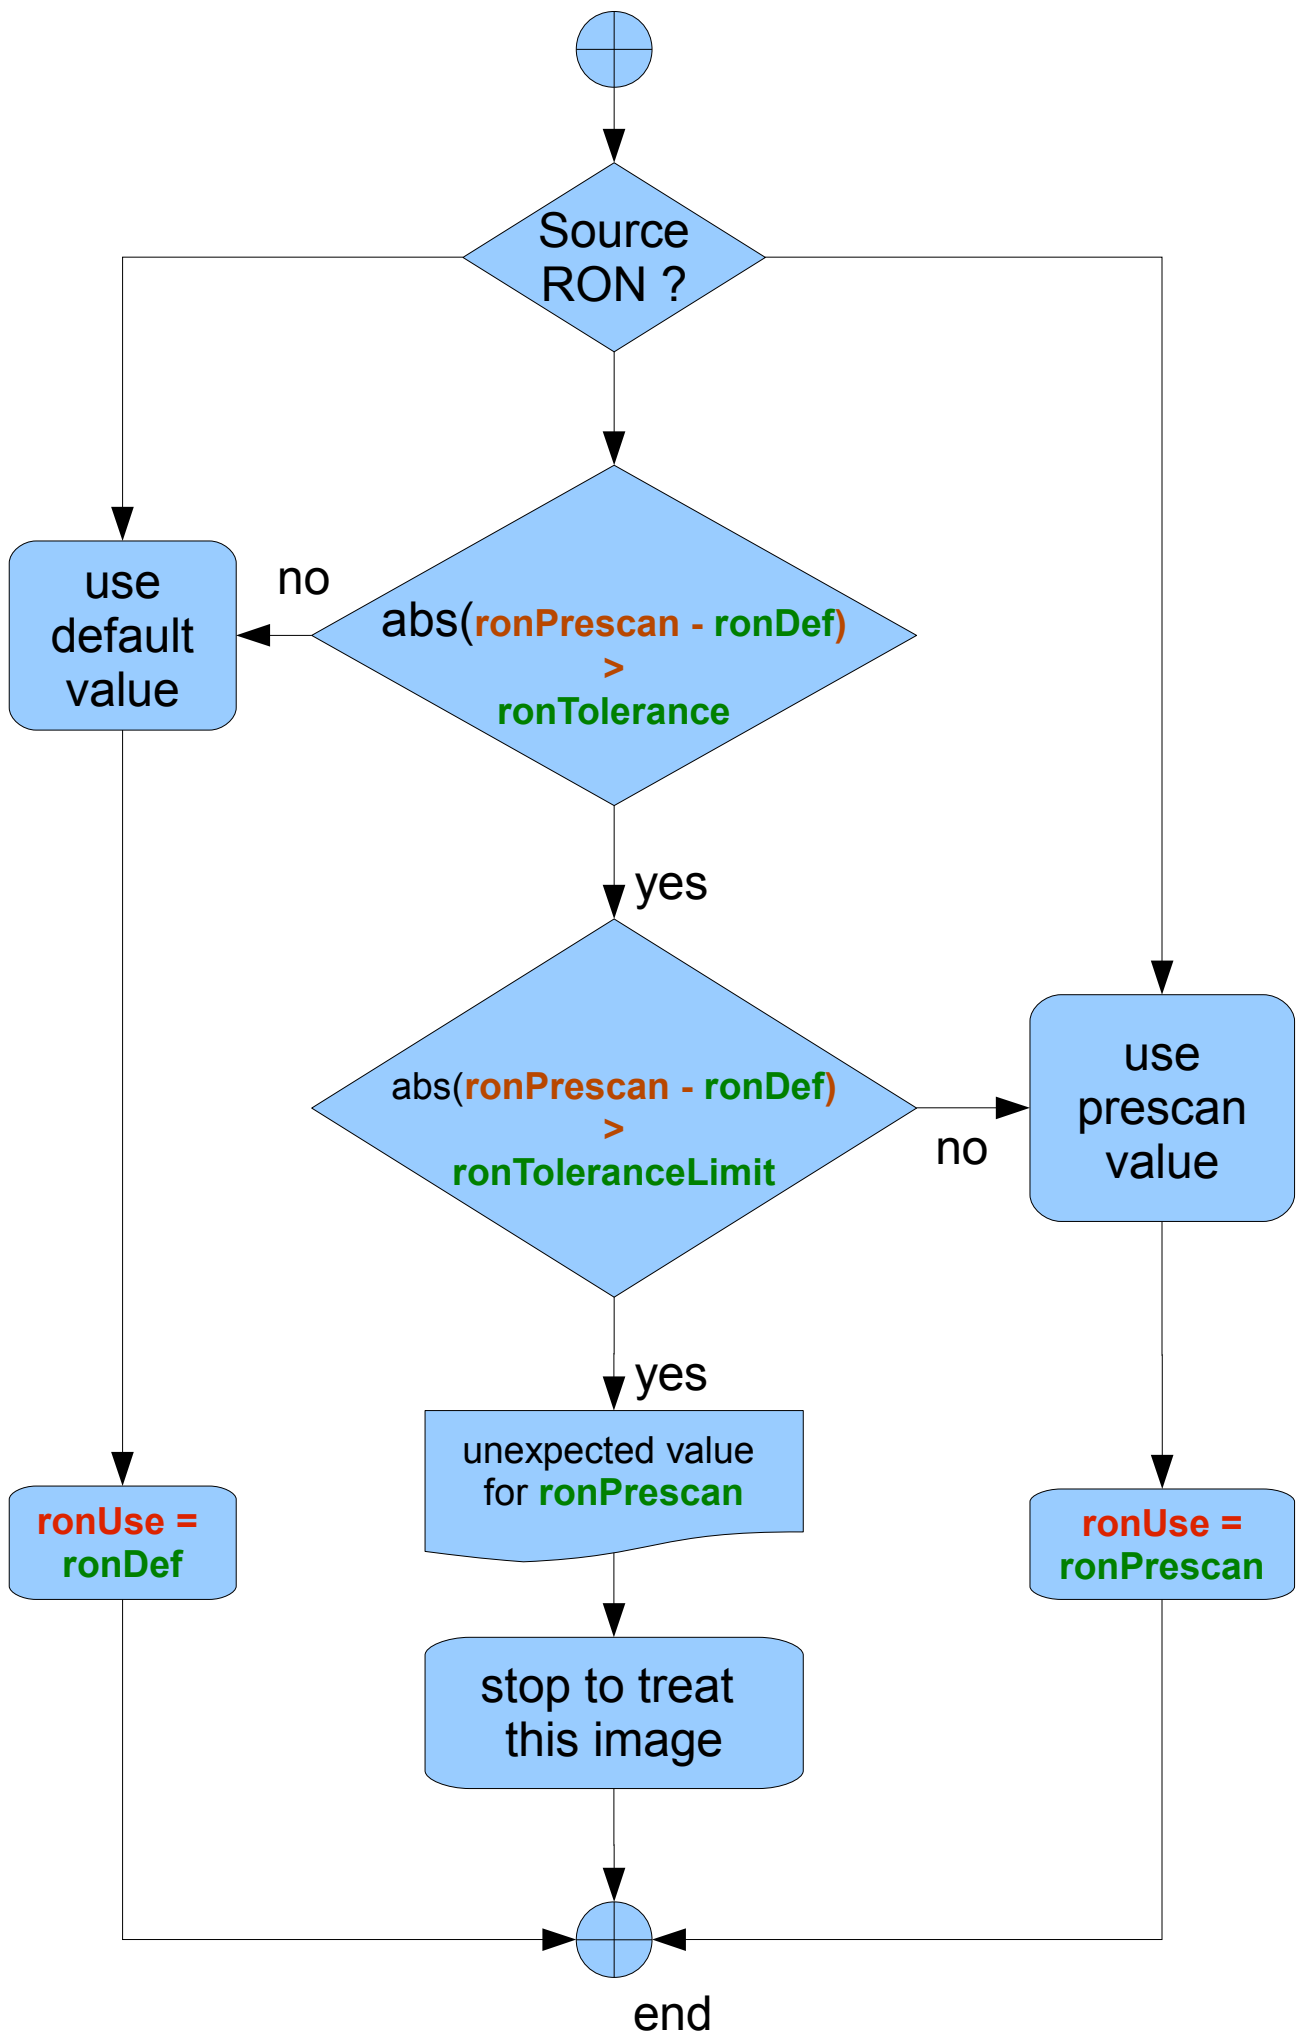 Source
RON ?
use
default
value
no
abs(ronPrescan - ronDef)
>
ronTolerance
yes
abs(ronPrescan - ronDef)
>
ronToleranceLimit
no
use
prescan
value
yes
unexpected value
for ronPrescan
ronUse =
ronDef
ronUse =
ronPrescan
stop to treat
this image
end